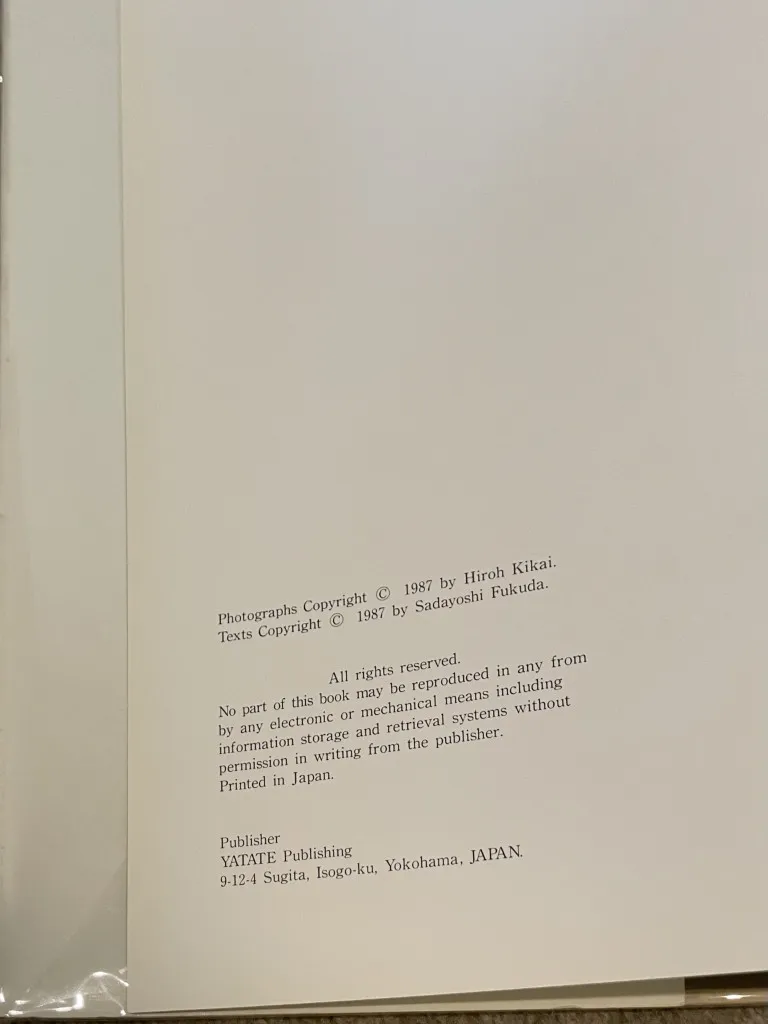 Photographs Copyright © 1987 by Hiroh Kikai.
Texts Copyright © 1987 by Sadayoshi Fukuda.
All rights reserved.
No part of this book may be reproduced in any from
by any electronic or mechanical means including
information storage and retrieval systems without
permission in writing from the publisher.
Printed in Japan.
Publisher
YATATE Publishing
9-12-4 Sugita, Isogo-ku, Yokohama, JAPAN.